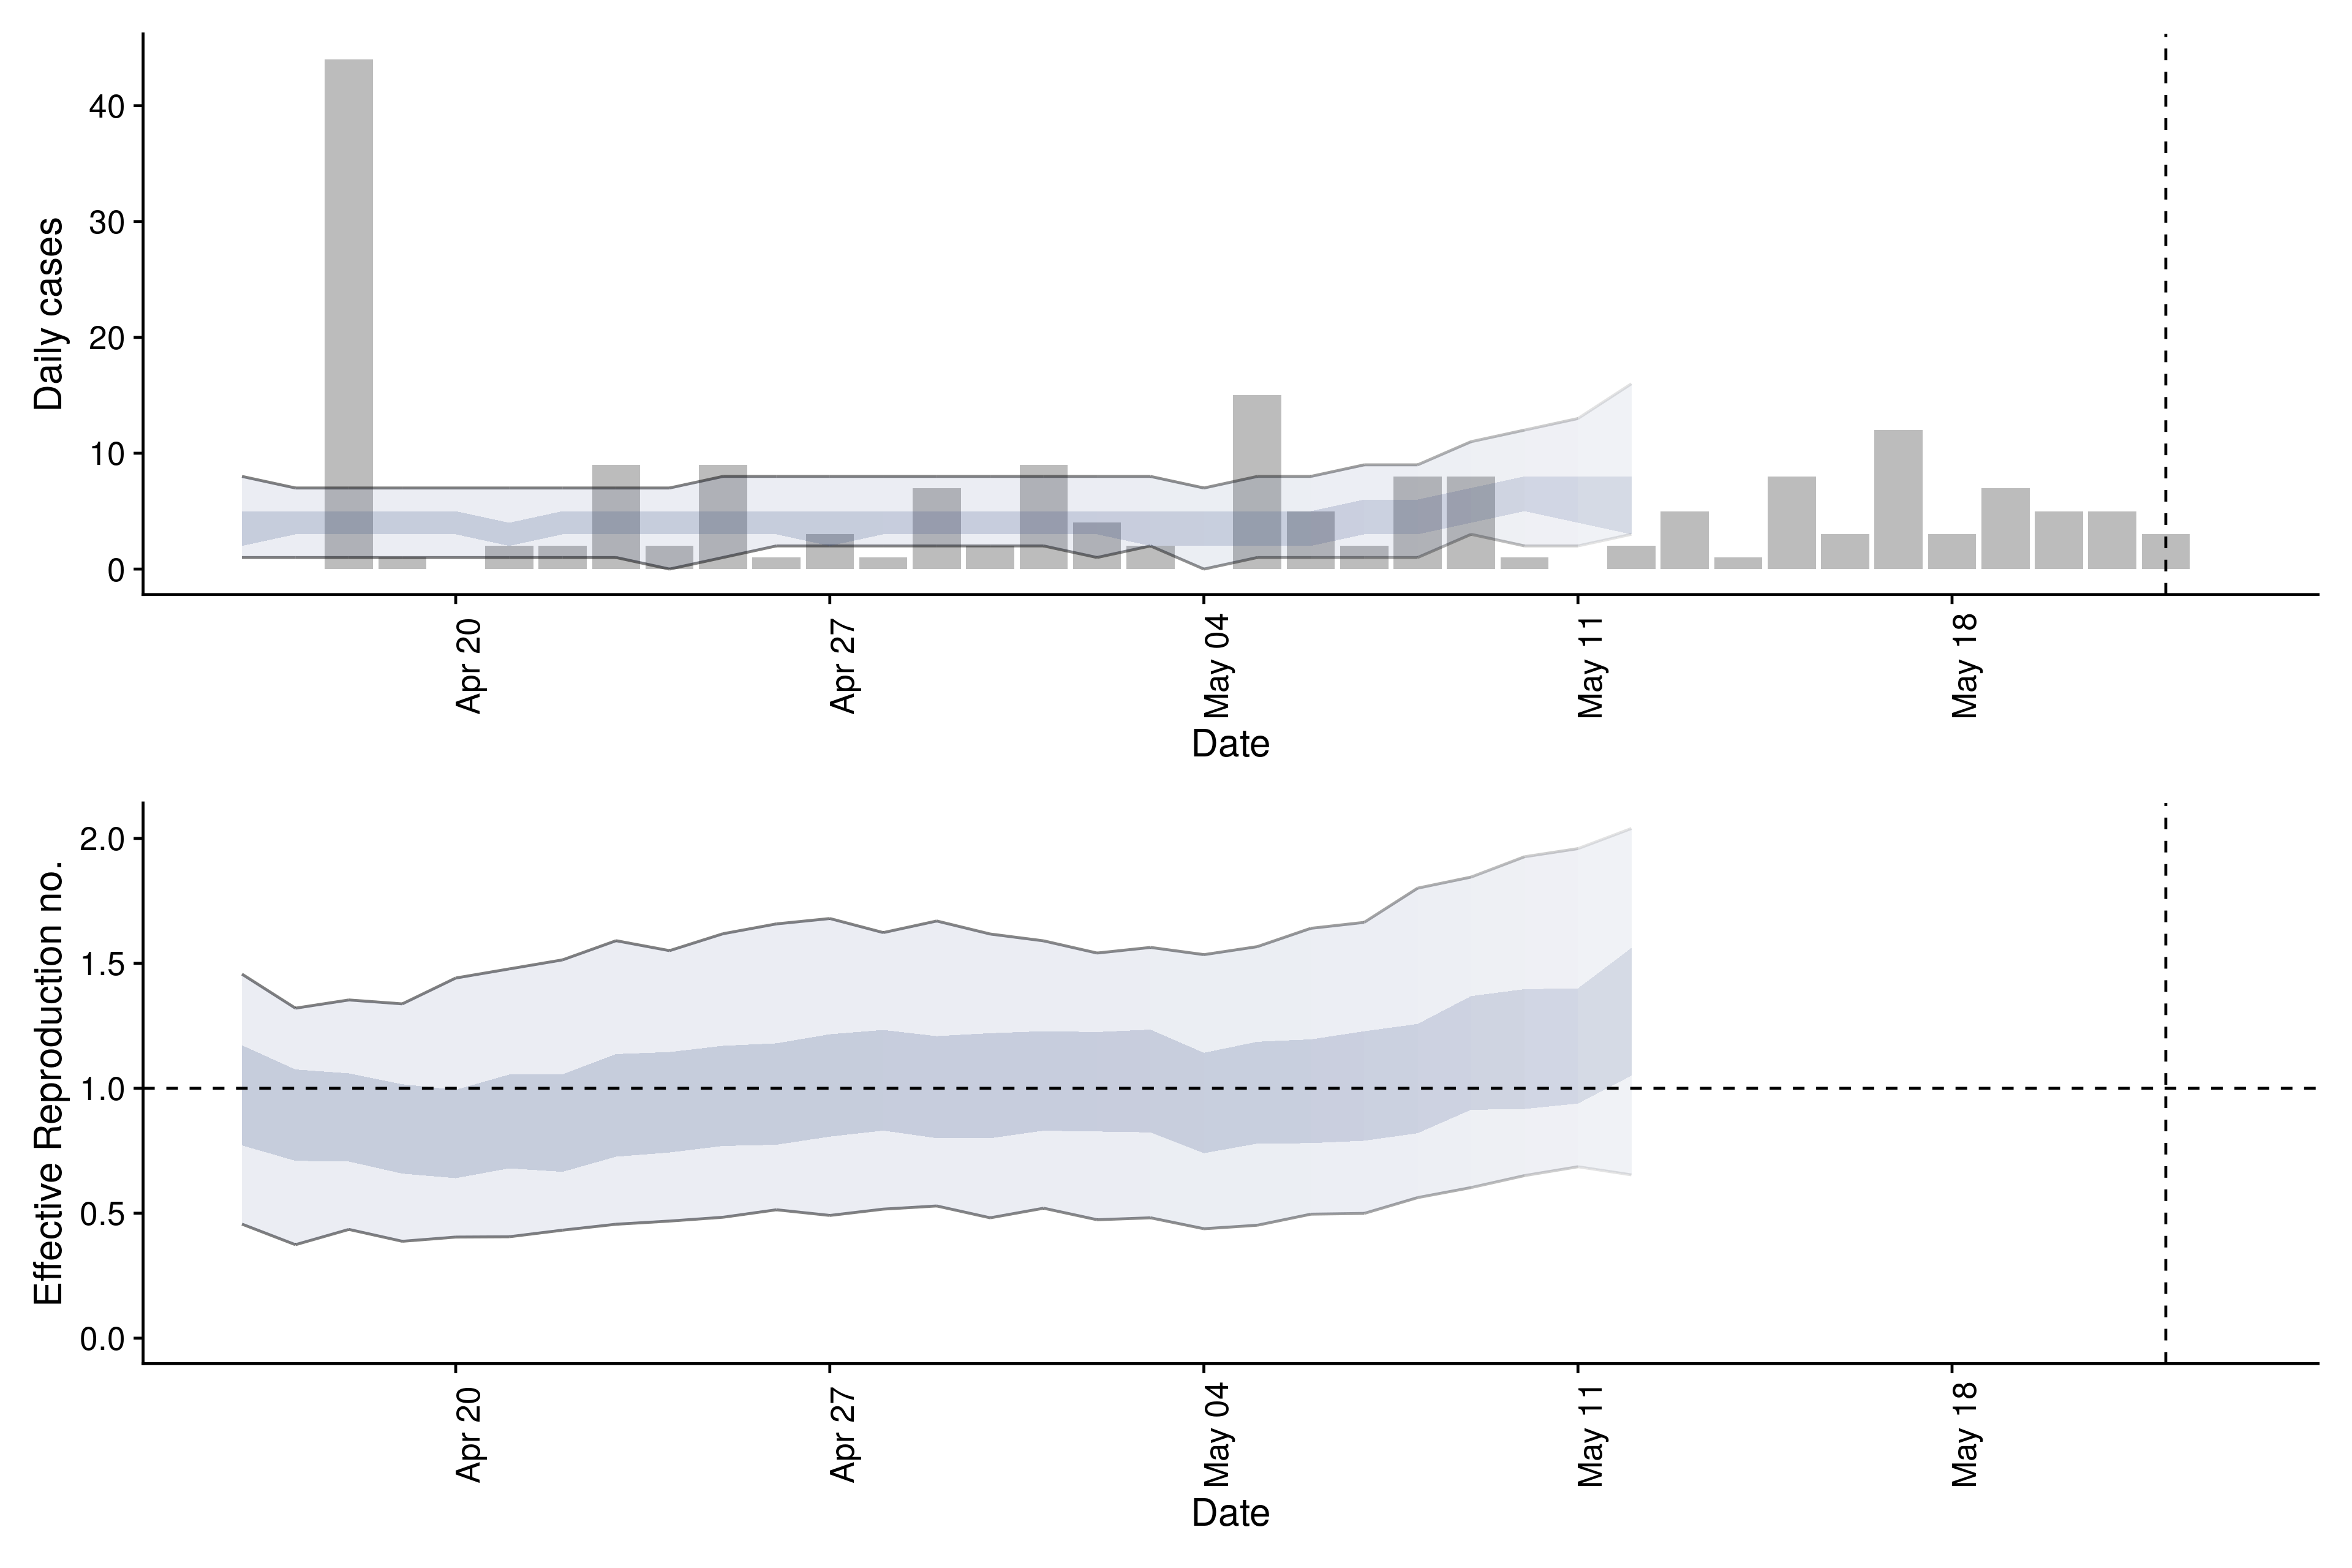 Daily cases
40
30
20
10
0
Apr 20
Apr 27
May 04
May 11
May 18
Date
Effective Reproduction no.
2.0
1.5
1.0
0.5
0.0
Apr 20
Apr 27
May 04
May 11
May 18
Date